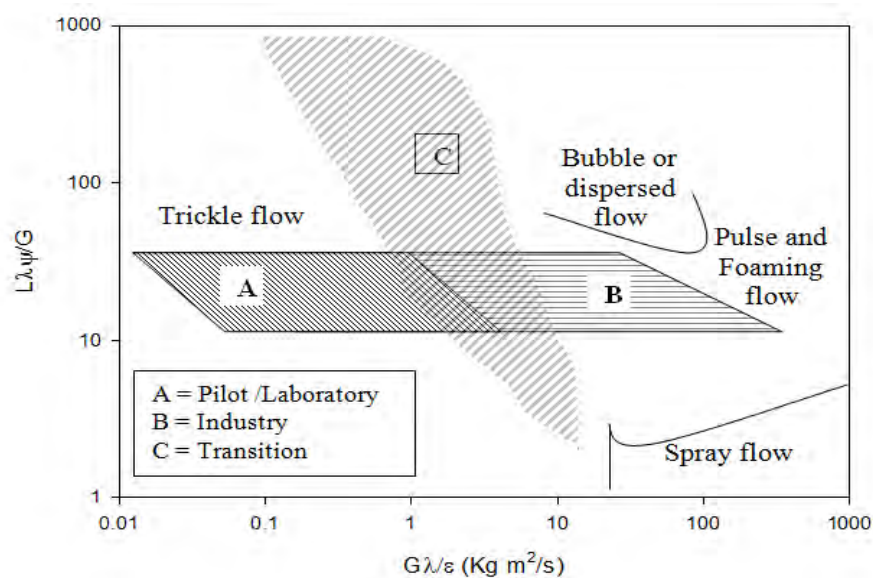 1000
100
10
1
Lλψ/G
Trickle flow
C
Bubble or
dispersed
flow
Pulse and
Foaming
flow
A
B
A = Pilot /Laboratory
B = Industry
C = Transition
Spray flow
0.01 0.1 1 10 100 1000
Gλ/ε (Kg m²/s)